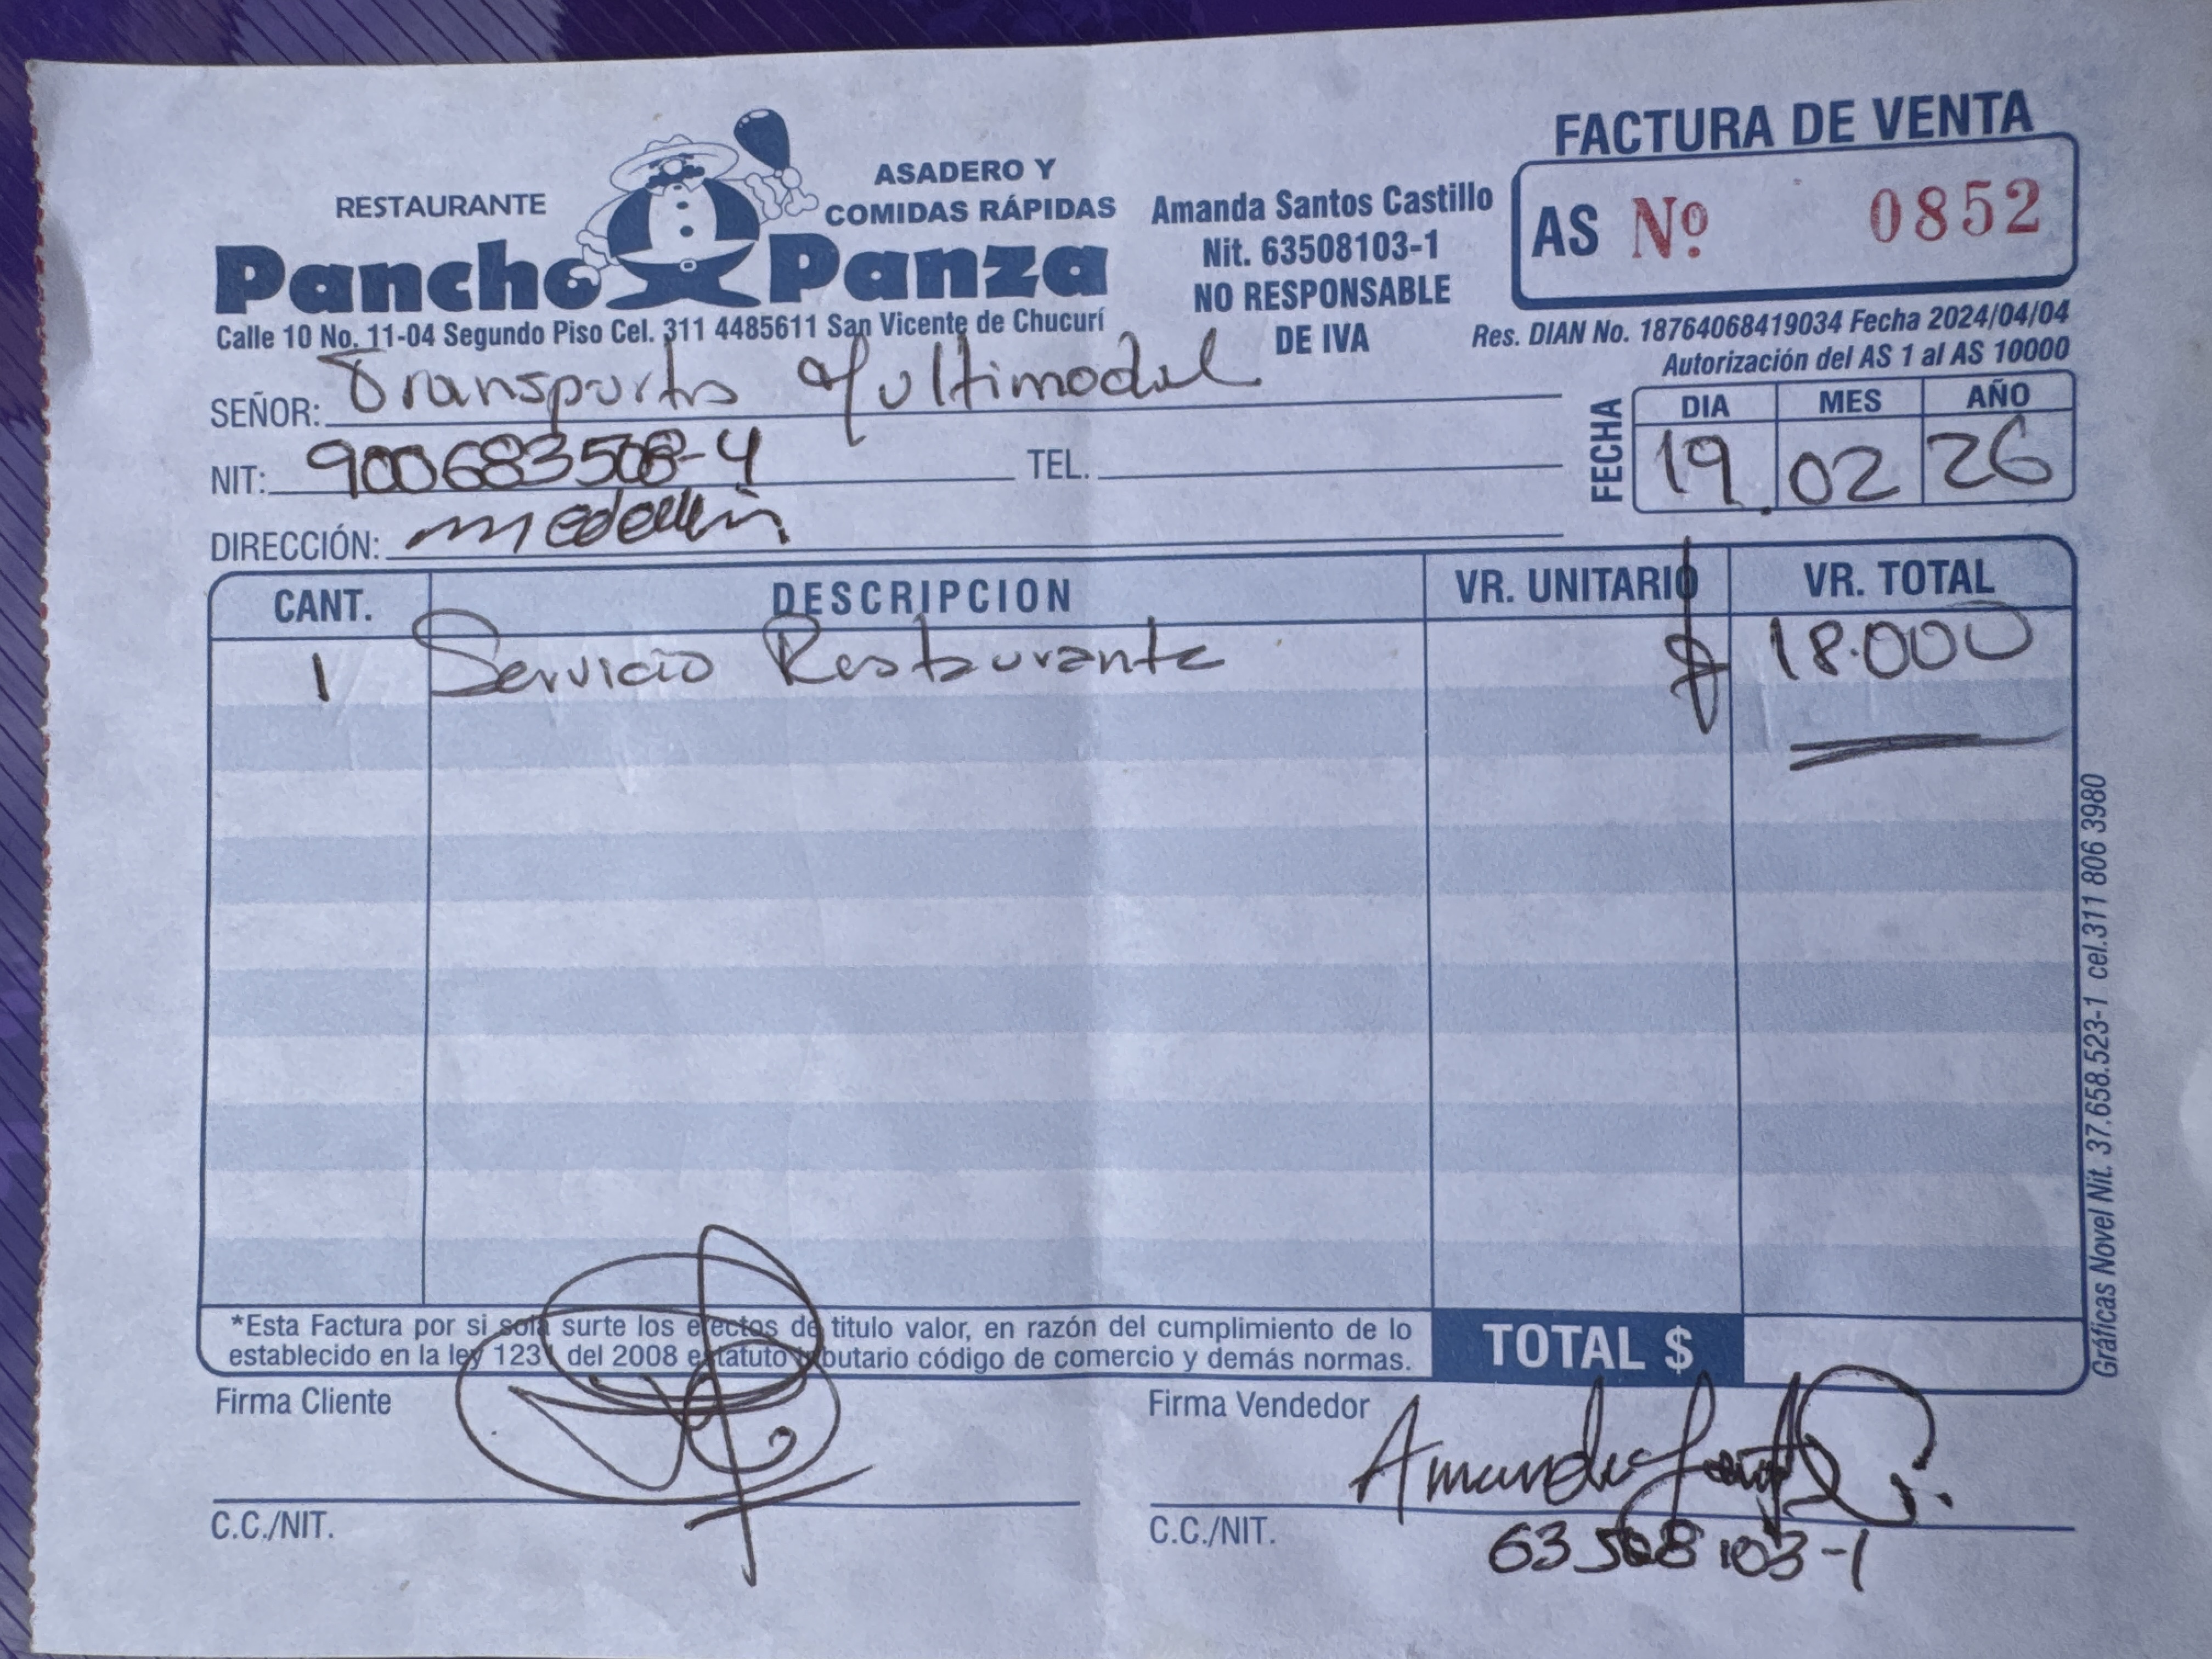 RESTAURANTE
ASADERO Y
COMIDAS RÁPIDAS
Pancho Panza
Calle 10 No. 11-04 Segundo Piso Cel. 311 4485611 San Vicente de Chucurí
Amanda Santos Castillo
Nit. 63508103-1
NO RESPONSABLE
DE IVA
FACTURA DE VENTA
AS Nº 0852
Res. DIAN No. 18764068419034 Fecha 2024/04/04
Autorización del AS 1 al AS 10000
SEÑOR: Transporte Multimodal
NIT: 900683508-4 TEL.
DIRECCIÓN: medellin
FECHA
DIA MES AÑO
19 02 26
CANT. DESCRIPCION VR. UNITARIO VR. TOTAL
1 Servicio Restaurante $ 18.000
*Esta Factura por si sola surte los efectos de titulo valor, en razón del cumplimiento de lo
establecido en la ley 1231 del 2008 estatuto tributario código de comercio y demás normas.
TOTAL $
Firma Cliente
C.C./NIT.
Firma Vendedor Amanda
C.C./NIT. 63508103-1
Gráficas Novel Nit. 37.658.523-1 cel.311 806 3980